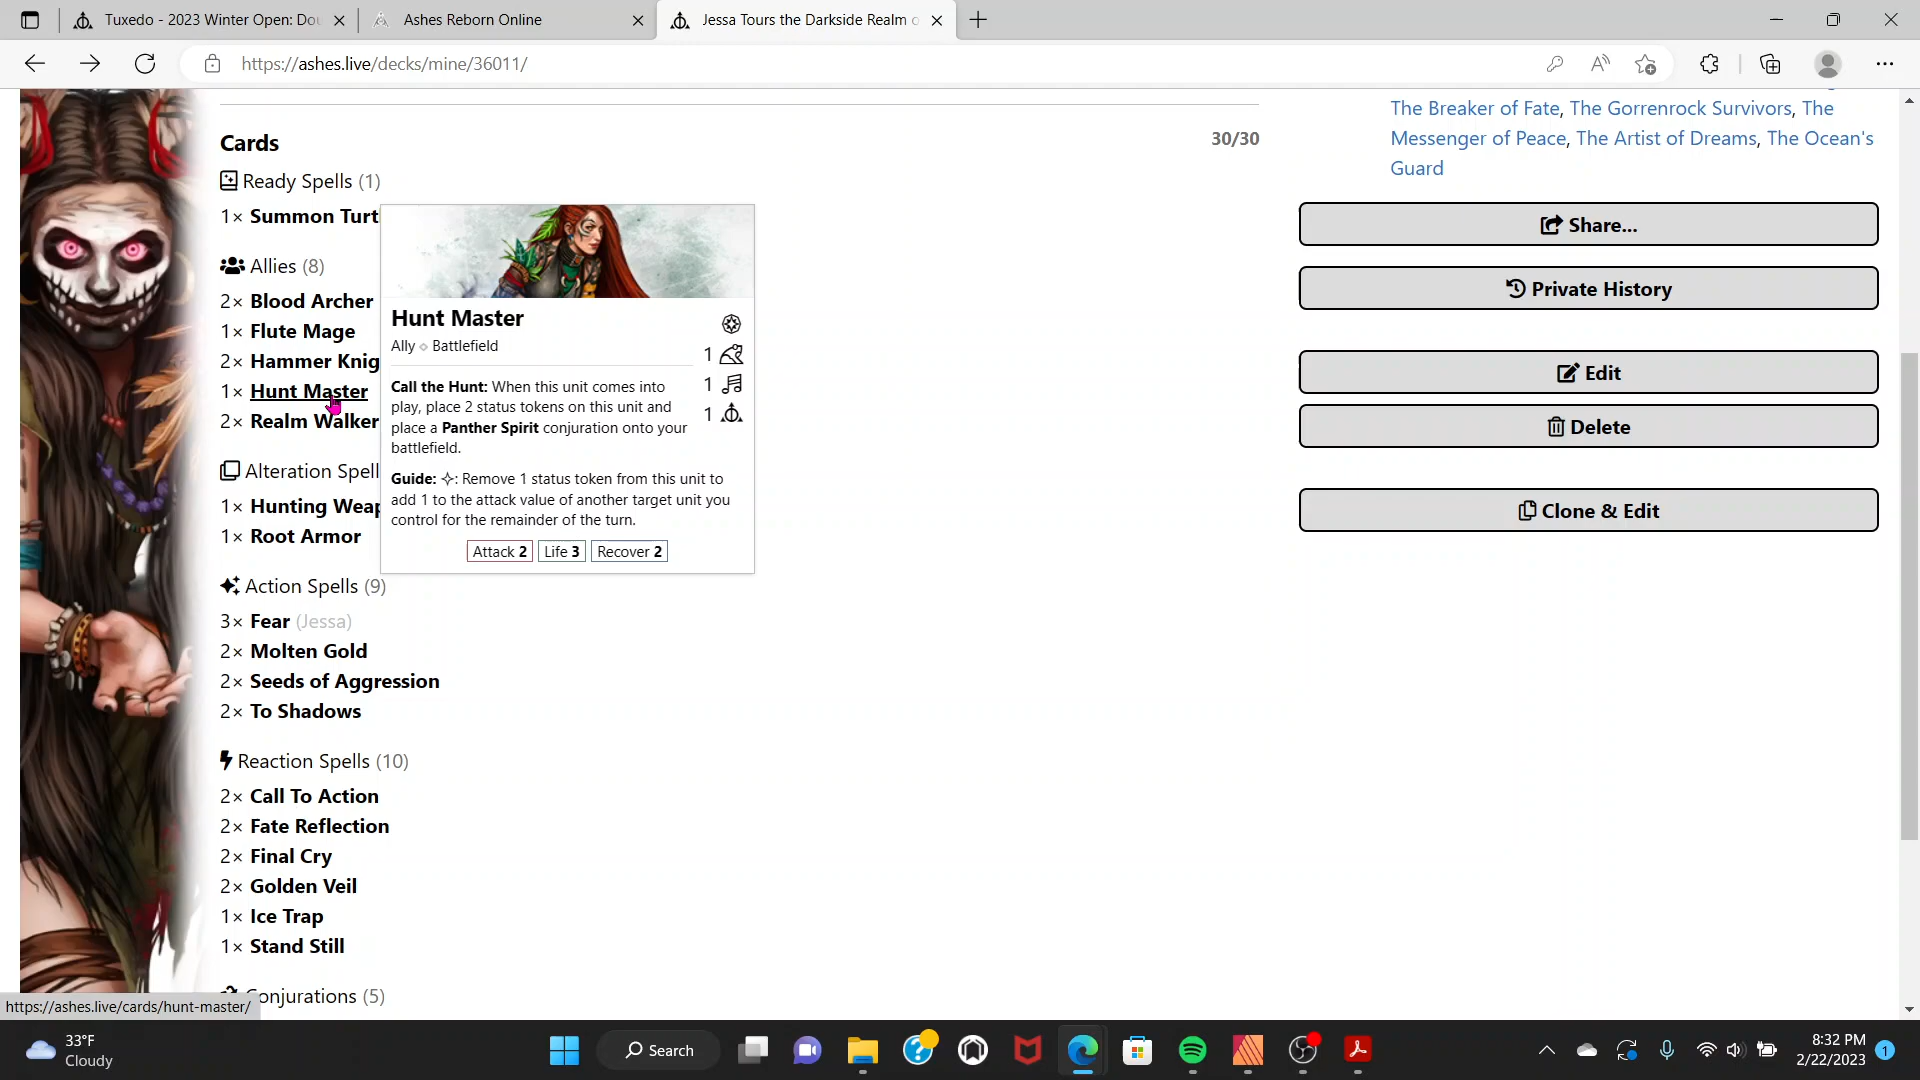 Tuxedo - 2023 Winter Open: Dou
Ashes Reborn Online
Jessa Tours the Darkside Realm o
https://ashes.live/decks/mine/36011/
The Breaker of Fate, The Gorrenrock Survivors, The
Messenger of Peace, The Artist of Dreams, The Ocean's
Guard
Cards
30/30
Ready Spells (1)
1× Summon Turtl
Allies (8)
2× Blood Archer
1× Flute Mage
2× Hammer Knig
1× Hunt Master
2× Realm Walker
Alteration Spell
1× Hunting Weap
1× Root Armor
Action Spells (9)
3× Fear (Jessa)
2× Molten Gold
2× Seeds of Aggression
2× To Shadows
Reaction Spells (10)
2× Call To Action
2× Fate Reflection
2× Final Cry
2× Golden Veil
1× Ice Trap
1× Stand Still
Conjurations (5)
Hunt Master
Ally Battlefield
1
1
1
Call the Hunt: When this unit comes into
play, place 2 status tokens on this unit and
place a Panther Spirit conjuration onto your
battlefield.
Guide: : Remove 1 status token from this unit to
add 1 to the attack value of another target unit you
control for the remainder of the turn.
Attack 2 Life 3 Recover 2
Share...
Private History
Edit
Delete
Clone & Edit
https://ashes.live/cards/hunt-master/
33°F
Cloudy
Search
8:32 PM
2/22/2023
1